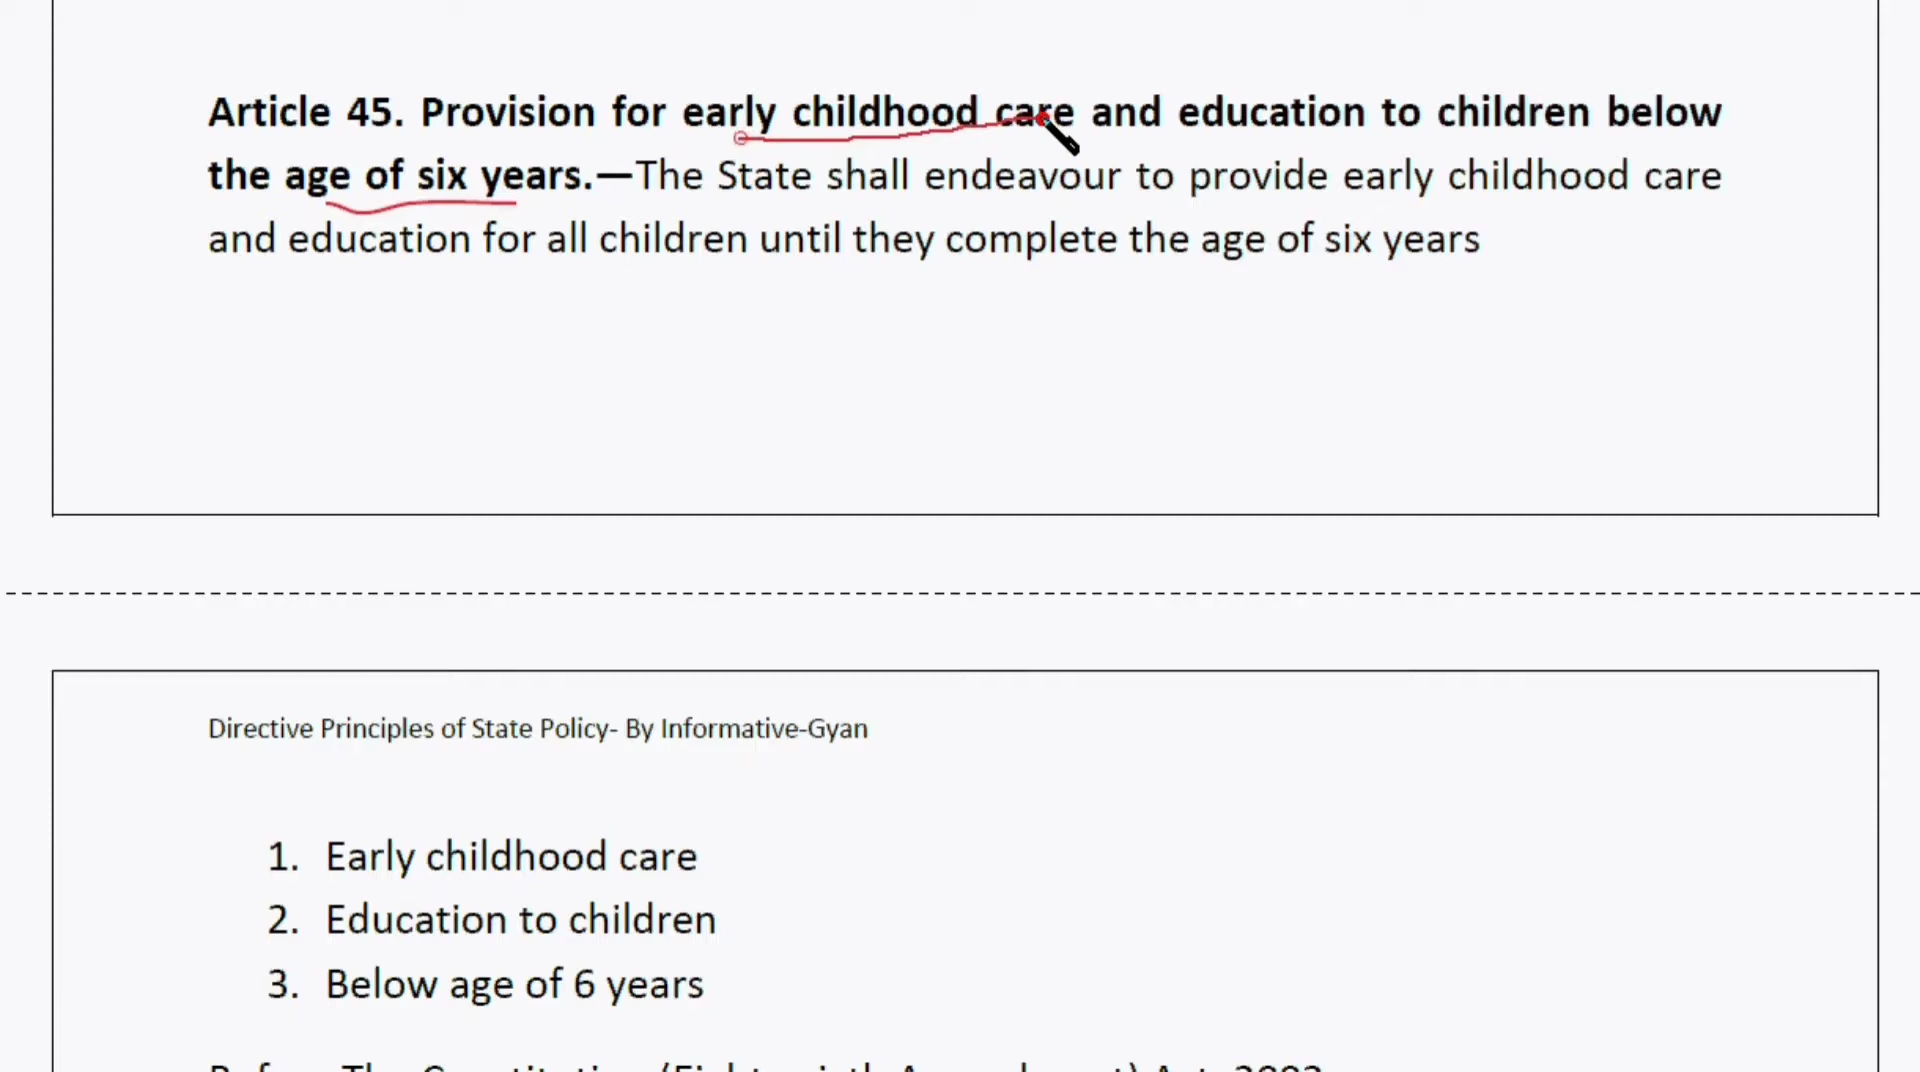 Article 45. Provision for early childhood care and education to children below
the age of six years.—The State shall endeavour to provide early childhood care
and education for all children until they complete the age of six years
Directive Principles of State Policy- By Informative-Gyan
1. Early childhood care
2. Education to children
3. Below age of 6 years